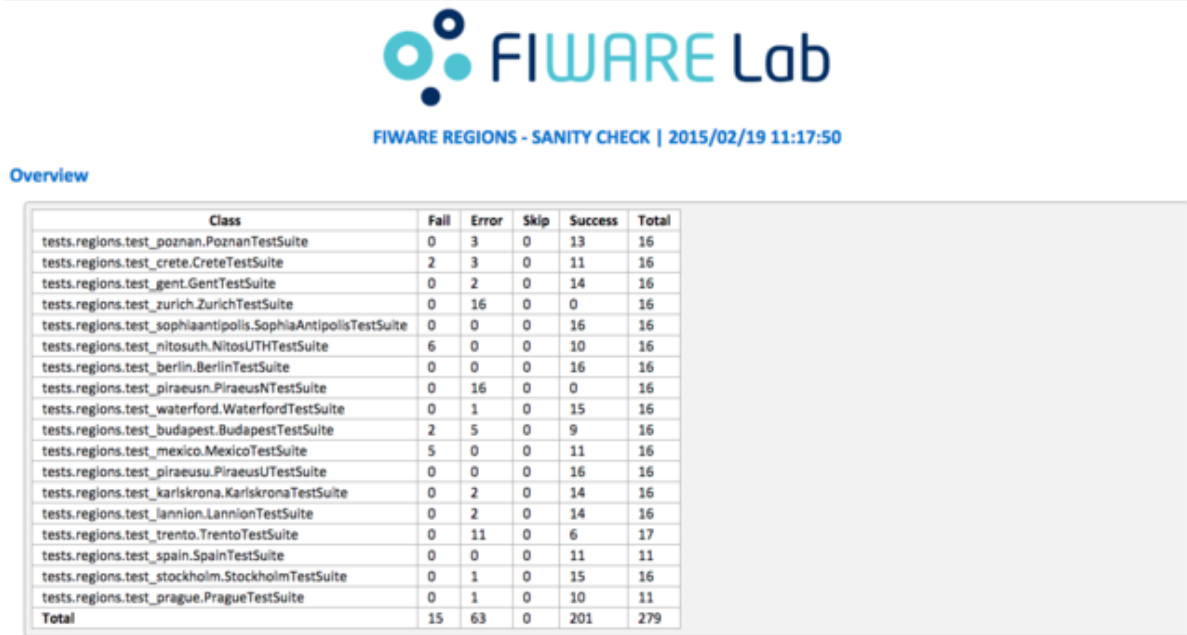 FIWARE Lab
FIWARE REGIONS - SANITY CHECK | 2015/02/19 11:17:50
Overview
Class Fail Error Skip Success Total
tests.regions.test_poznan.PoznanTestSuite 0 3 0 13 16
tests.regions.test_crete.CreteTestSuite 2 3 0 11 16
tests.regions.test_gent.GentTestSuite 0 2 0 14 16
tests.regions.test_zurich.ZurichTestSuite 0 16 0 0 16
tests.regions.test_sophiaantipolis.SophiaAntipolisTestSuite 0 0 0 16 16
tests.regions.test_nitosuth.NitosUTHTestSuite 6 0 0 10 16
tests.regions.test_berlin.BerlinTestSuite 0 0 0 16 16
tests.regions.test_piraeusn.PiraeusNTestSuite 0 16 0 0 16
tests.regions.test_waterford.WaterfordTestSuite 0 1 0 15 16
tests.regions.test_budapest.BudapestTestSuite 2 5 0 9 16
tests.regions.test_mexico.MexicoTestSuite 5 0 0 11 16
tests.regions.test_piraeusu.PiraeusUTestSuite 0 0 0 16 16
tests.regions.test_karlskrona.KarlskronaTestSuite 0 2 0 14 16
tests.regions.test_lannion.LannionTestSuite 0 2 0 14 16
tests.regions.test_trento.TrentoTestSuite 0 11 0 6 17
tests.regions.test_spain.SpainTestSuite 0 0 0 11 11
tests.regions.test_stockholm.StockholmTestSuite 0 1 0 15 16
tests.regions.test_prague.PragueTestSuite 0 1 0 10 11
Total 15 63 0 201 279